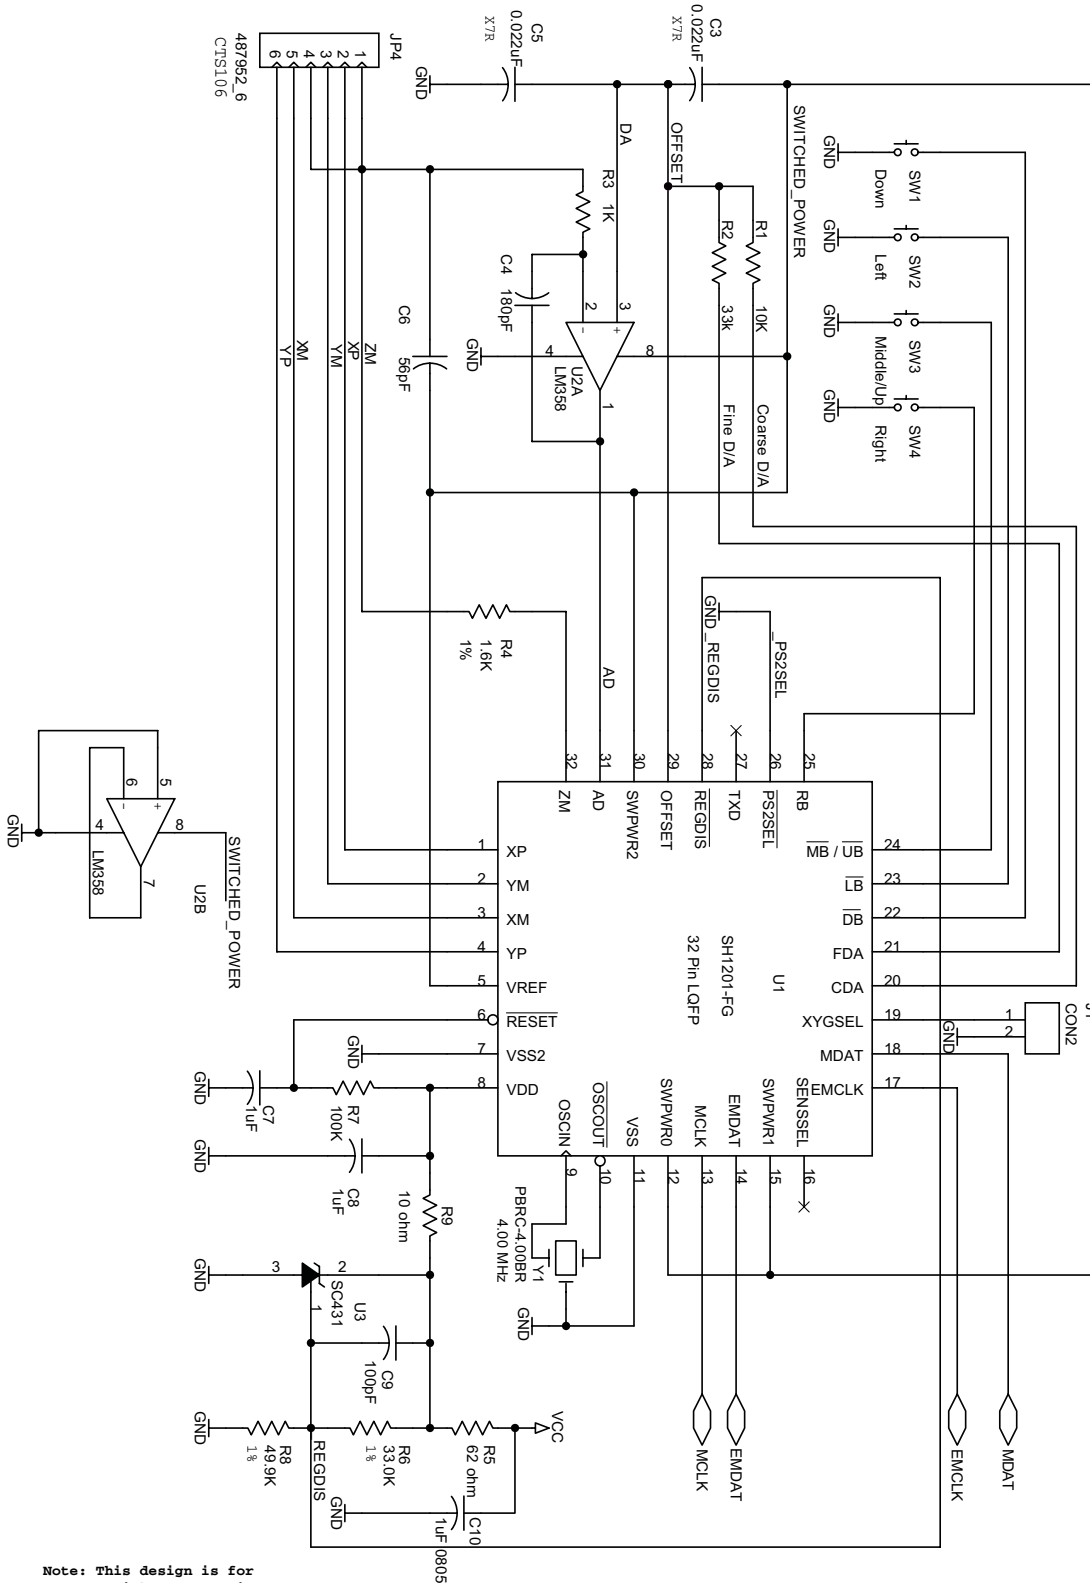 JP4
487952_6
CTS106
1
2
3
4
5
6
GND
C5
0.022uF
X7R
C3
0.022uF
X7R
DA
OFFSET
SWITCHED_POWER
GND
SW1
Down
GND
SW2
Left
GND
SW3
Middle/Up
GND
SW4
Right
R3 1K
R2
3.3k
R1
10K
C4 180pF
2
3
-
+
GND
4
8
U2A
LM358
1
C6
56pF
ZM
XP
YM
XM
YP
Fine D/A
Coarse D/A
R4
1.6K
1%
AD
GND
_REGDIS
_PS2SEL
32
31
30
29
28
27
26
25
ZM
AD
SWPWR2
OFFSET
REGDIS
TXD
PS2SEL
RB
1
XP
2
YM
3
XM
4
YP
5
VREF
6
RESET
7
VSS2
8
VDD
24
MB / UB
23
LB
22
DB
21
FDA
20
CDA
19
XYGSEL
18
MDAT
17
EMCLK
U1
SH1201-FG
32 Pin LQFP
OSCIN
OSCOUT
VSS
SWPWR0
MCLK
EMDAT
SWPWR1
SENSSEL
9
10
11
12
13
14
15
16
CON2
1
2
GND
5
6
+
-
4
8
GND
LM358
7
U2B
SWITCHED_POWER
GND
GND
C7
1uF
R7
100K
GND
C8
1uF
R9
10 ohm
PBRC-4.00BR
4.00 MHz
Y1
GND
GND
3
2
1
U3
SC431
C9
100pF
GND
R8
49.9K
1%
REGDIS
R6
33.0K
1%
R5
62 ohm
VCC
GND
C10
1uF 0805
MCLK
EMDAT
EMCLK
MDAT
Note: This design is for